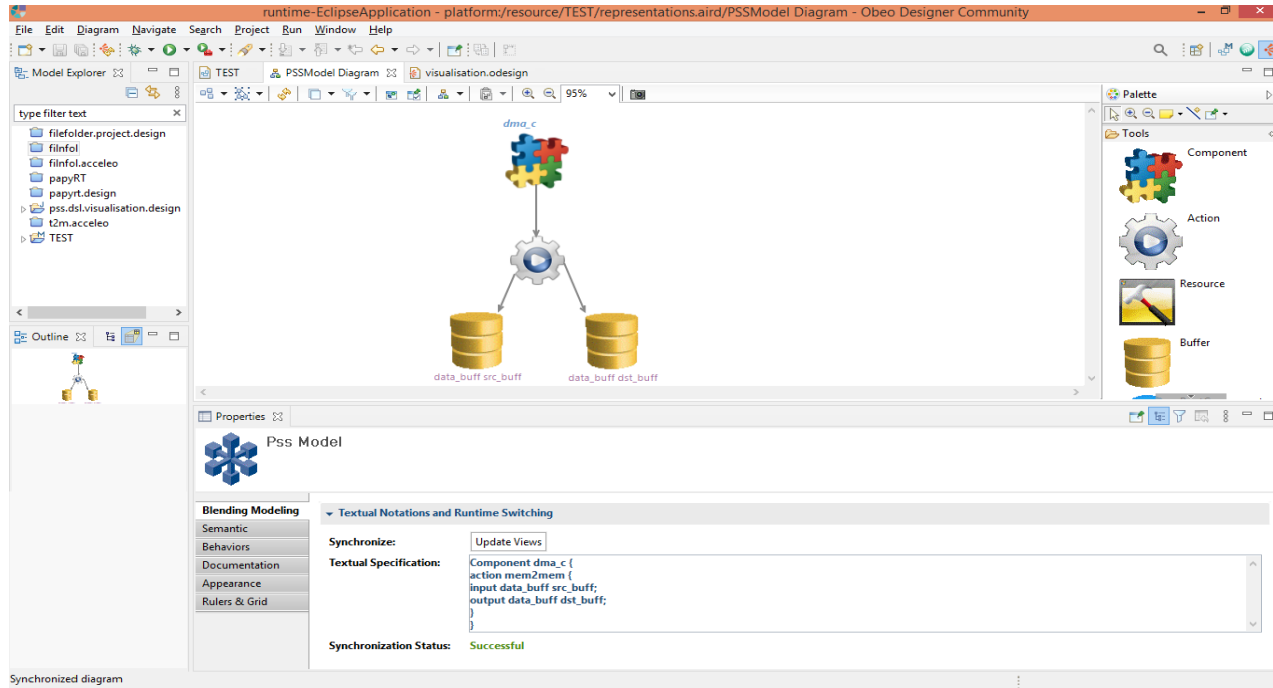 runtime-EclipseApplication - platform:/resource/TEST/representations.aird/PSSModel Diagram - Obeo Designer Community
File Edit Diagram Navigate Search Project Run Window Help
Model Explorer
TEST PSSModel Diagram visualisation.odesign
95%
Palette
type filter text
filefolder.project.design
filnfol
filnfol.acceleo
papyRT
papyrt.design
pss.dsl.visualisation.design
t2m.acceleo
TEST
Outline
dma_c
data_buff src_buff
data_buff dst_buff
Tools
Component
Action
Resource
Buffer
Properties
Pss Model
Blending Modeling
Semantic
Behaviors
Documentation
Appearance
Rulers & Grid
Textual Notations and Runtime Switching
Synchronize: Update Views
Textual Specification:
Component dma_c {
action mem2mem {
input data_buff src_buff;
output data_buff dst_buff;
}
}
Synchronization Status: Successful
Synchronized diagram